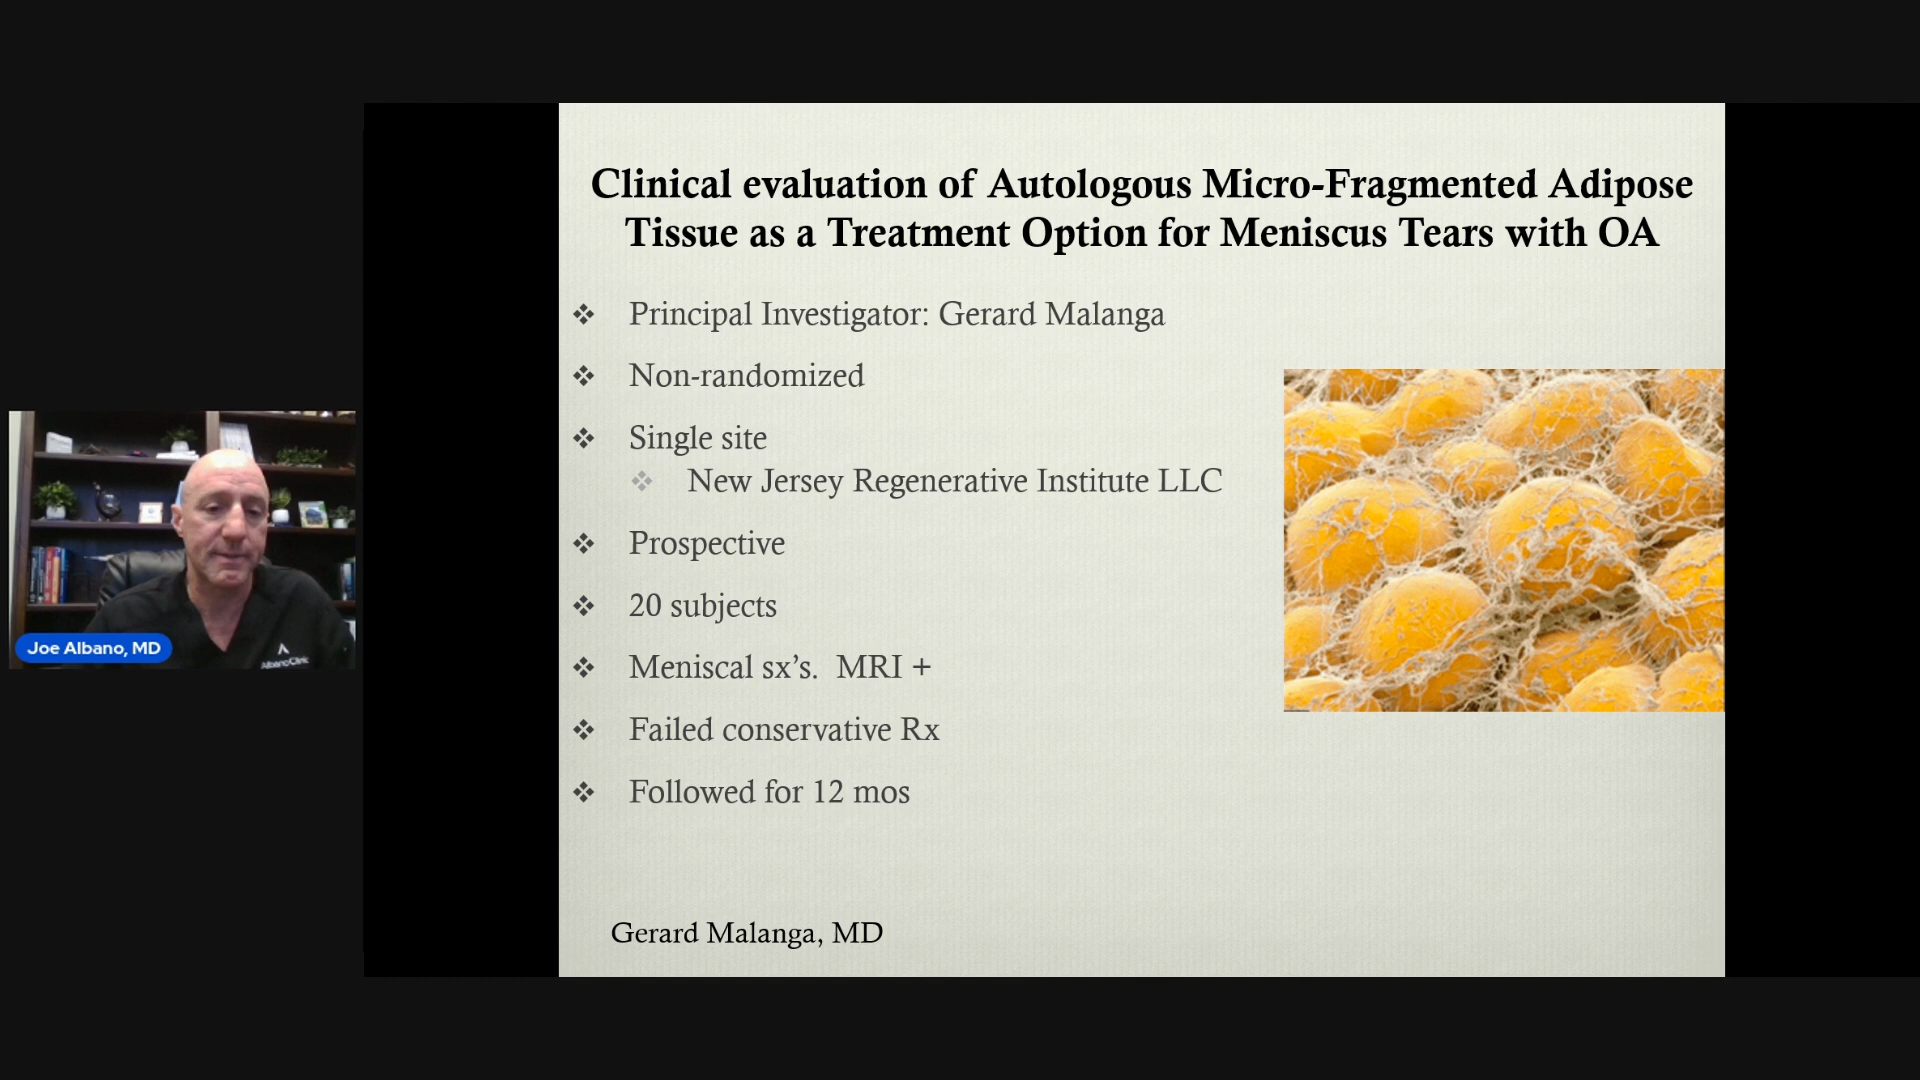 Clinical evaluation of Autologous Micro-Fragmented Adipose
Tissue as a Treatment Option for Meniscus Tears with OA
Principal Investigator: Gerard Malanga
Non-randomized
Single site
New Jersey Regenerative Institute LLC
Prospective
20 subjects
Meniscal sx’s.  MRI +
Failed conservative Rx
Followed for 12 mos
Gerard Malanga, MD
Joe Albano, MD
AlbanoClinic